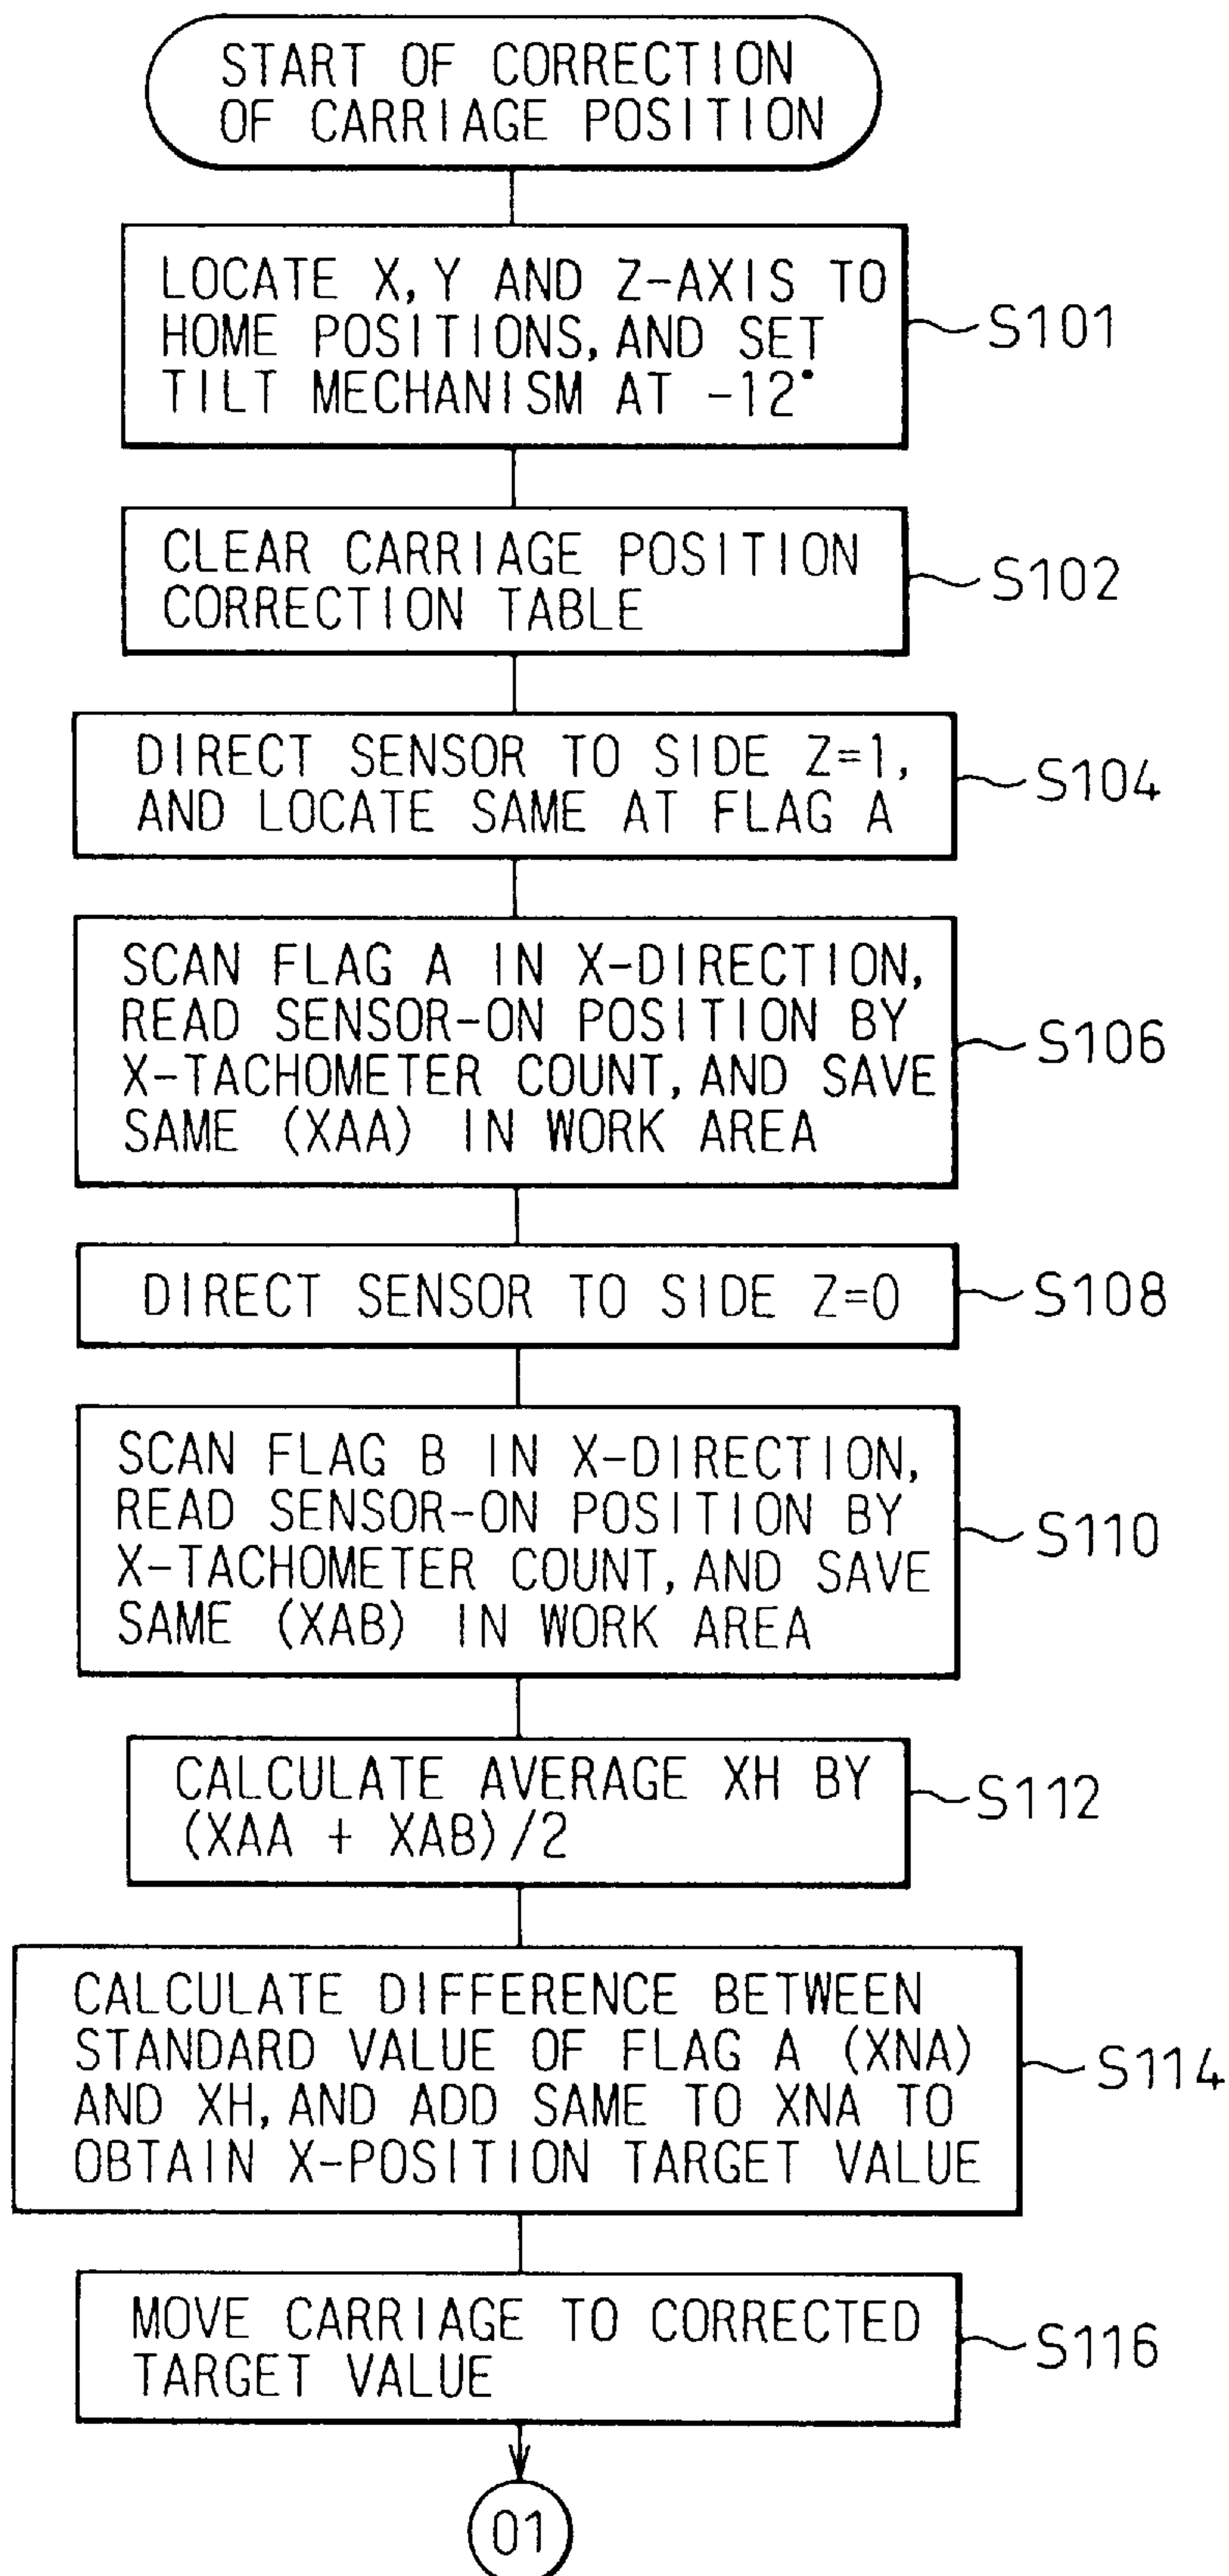 START OF CORRECTION
OF CARRIAGE POSITION
LOCATE X, Y AND Z-AXIS TO
HOME POSITIONS, AND SET
TILT MECHANISM AT -12°
S101
CLEAR CARRIAGE POSITION
CORRECTION TABLE
S102
DIRECT SENSOR TO SIDE Z=1,
AND LOCATE SAME AT FLAG A
S104
SCAN FLAG A IN X-DIRECTION,
READ SENSOR-ON POSITION BY
X-TACHOMETER COUNT, AND SAVE
SAME (XAA) IN WORK AREA
S106
DIRECT SENSOR TO SIDE Z=0
S108
SCAN FLAG B IN X-DIRECTION,
READ SENSOR-ON POSITION BY
X-TACHOMETER COUNT, AND SAVE
SAME (XAB) IN WORK AREA
S110
CALCULATE AVERAGE XH BY
(XAA + XAB)/2
S112
CALCULATE DIFFERENCE BETWEEN
STANDARD VALUE OF FLAG A (XNA)
AND XH, AND ADD SAME TO XNA TO
OBTAIN X-POSITION TARGET VALUE
S114
MOVE CARRIAGE TO CORRECTED
TARGET VALUE
S116
01